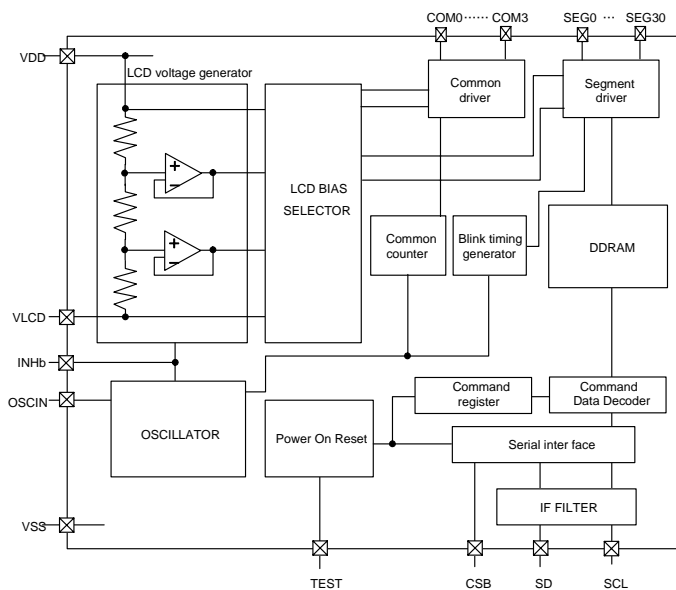 COM0······ COM3
SEG0 ··· SEG30
VDD
LCD voltage generator
Common
driver
Segment
driver
+
−
LCD BIAS
SELECTOR
+
−
Common
counter
Blink timing
generator
DDRAM
VLCD
INHb
OSCIN
OSCILLATOR
Power On Reset
Command
register
Command
Data Decoder
Serial inter face
IF FILTER
VSS
TEST
CSB
SD
SCL